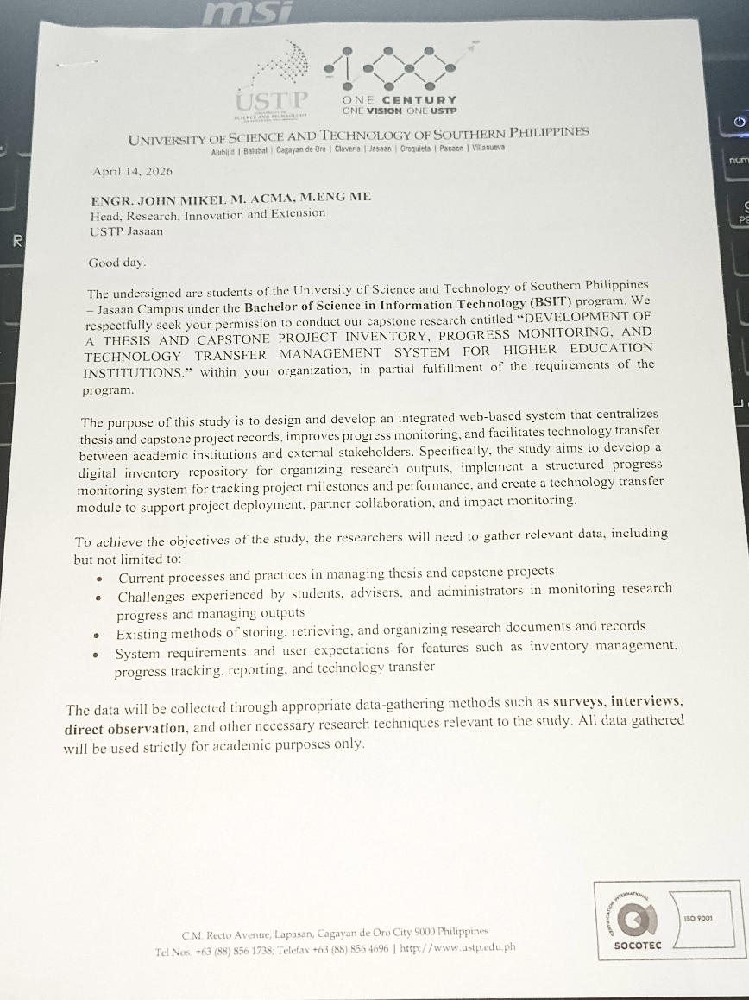 msi
USTP
UNIVERSITY OF
SCIENCE AND TECHNOLOGY
OF SOUTHERN PHILIPPINES
ONE CENTURY
ONE VISION ONE USTP
UNIVERSITY OF SCIENCE AND TECHNOLOGY OF SOUTHERN PHILIPPINES
Alubijid | Balubal | Cagayan de Oro | Claveria | Jasaan | Oroquieta | Panaon | Villanueva
April 14, 2026
ENGR. JOHN MIKEL M. ACMA, M.ENG ME
Head, Research, Innovation and Extension
USTP Jasaan
Good day.
The undersigned are students of the University of Science and Technology of Southern Philippines
– Jasaan Campus under the Bachelor of Science in Information Technology (BSIT) program. We
respectfully seek your permission to conduct our capstone research entitled “DEVELOPMENT OF
A THESIS AND CAPSTONE PROJECT INVENTORY, PROGRESS MONITORING, AND
TECHNOLOGY TRANSFER MANAGEMENT SYSTEM FOR HIGHER EDUCATION
INSTITUTIONS.” within your organization, in partial fulfillment of the requirements of the
program.
The purpose of this study is to design and develop an integrated web-based system that centralizes
thesis and capstone project records, improves progress monitoring, and facilitates technology transfer
between academic institutions and external stakeholders. Specifically, the study aims to develop a
digital inventory repository for organizing research outputs, implement a structured progress
monitoring system for tracking project milestones and performance, and create a technology transfer
module to support project deployment, partner collaboration, and impact monitoring.
To achieve the objectives of the study, the researchers will need to gather relevant data, including
but not limited to:
• Current processes and practices in managing thesis and capstone projects
• Challenges experienced by students, advisers, and administrators in monitoring research
progress and managing outputs
• Existing methods of storing, retrieving, and organizing research documents and records
• System requirements and user expectations for features such as inventory management,
progress tracking, reporting, and technology transfer
The data will be collected through appropriate data-gathering methods such as surveys, interviews,
direct observation, and other necessary research techniques relevant to the study. All data gathered
will be used strictly for academic purposes only.
C.M. Recto Avenue, Lapasan, Cagayan de Oro City 9000 Philippines
Tel Nos. +63 (88) 856 1738; Telefax +63 (88) 856 4696 | http://www.ustp.edu.ph
CERTIFICATION INTERNATIONAL
SOCOTEC
ISO 9001
R
num